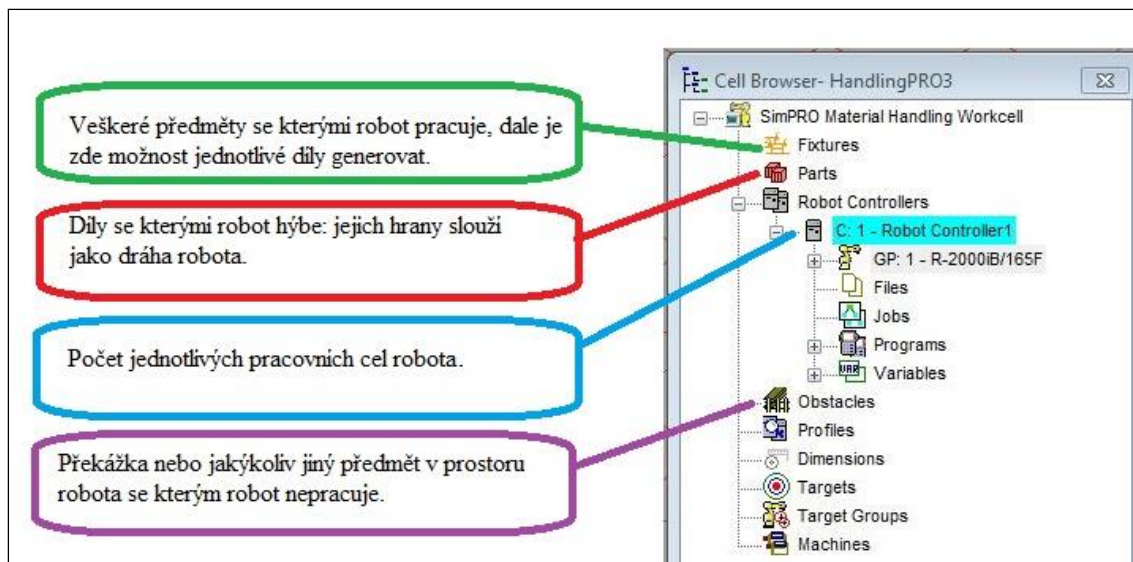 Veškeré předměty se kterými robot pracuje, dale je
zde možnost jednotlivé díly generovat.
Díly se kterými robot hýbe: jejich hrany slouží
jako dráha robota.
Počet jednotlivých pracovních cel robota.
Překážka nebo jakýkoliv jiný předmět v prostoru
robota se kterým robot nepracuje.
Cell Browser- HandlingPRO3
SimPRO Material Handling Workcell
Fixtures
Parts
Robot Controllers
C: 1 - Robot Controller1
GP: 1 - R-2000iB/165F
Files
Jobs
Programs
VAR
Variables
Obstacles
Profiles
Dimensions
Targets
Target Groups
Machines